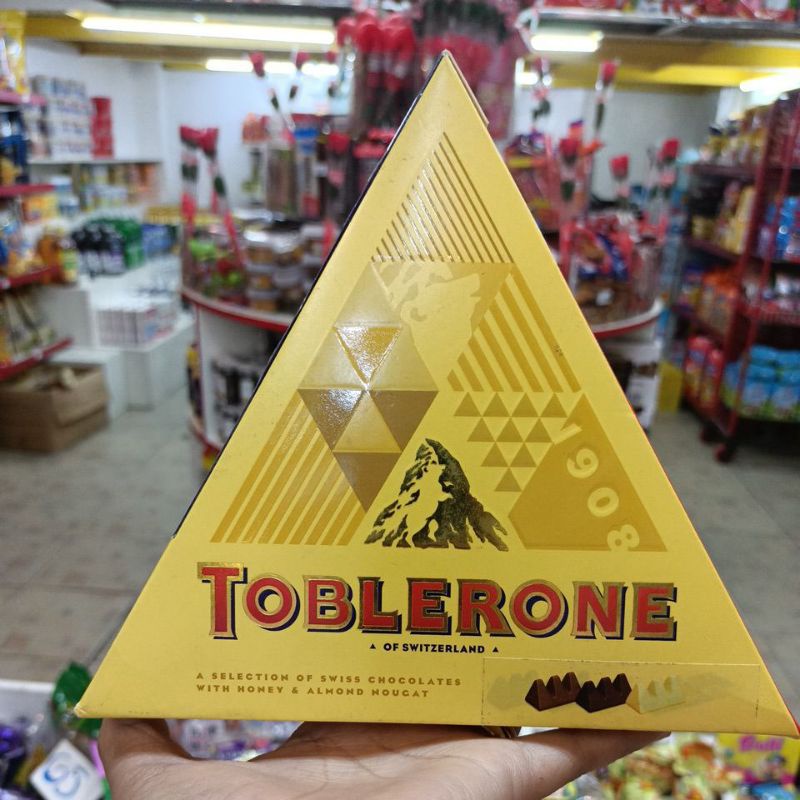 1908
TOBLERONE
OF SWITZERLAND
A SELECTION OF SWISS CHOCOLATES
WITH HONEY & ALMOND NOUGAT